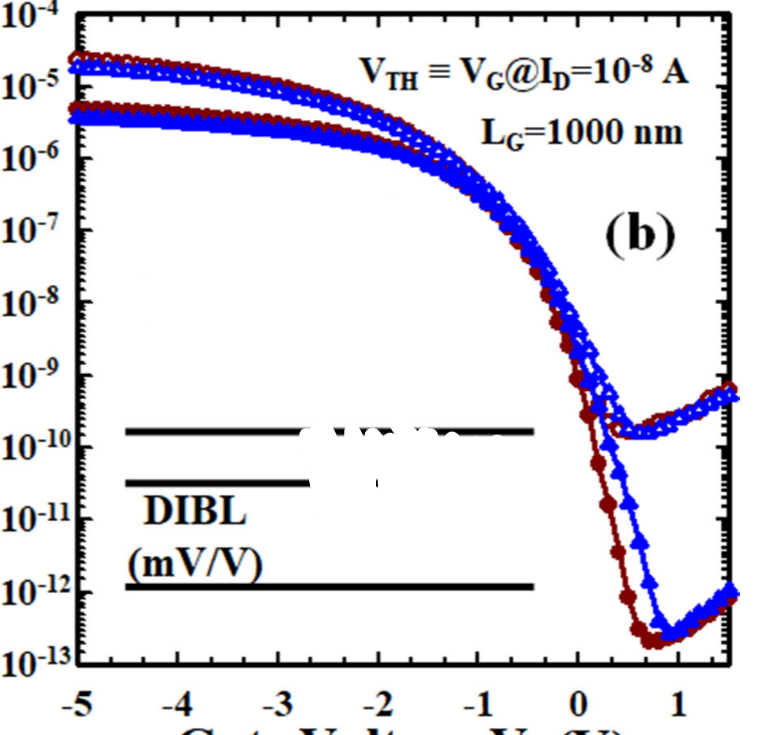 10⁻⁴
V_TH ≡ V_G@I_D=10⁻⁸ A
10⁻⁵
L_G=1000 nm
10⁻⁶
10⁻⁷
(b)
10⁻⁸
10⁻⁹
10⁻¹⁰
DIBL
10⁻¹¹
(mV/V)
10⁻¹²
10⁻¹³
-5 -4 -3 -2 -1 0 1